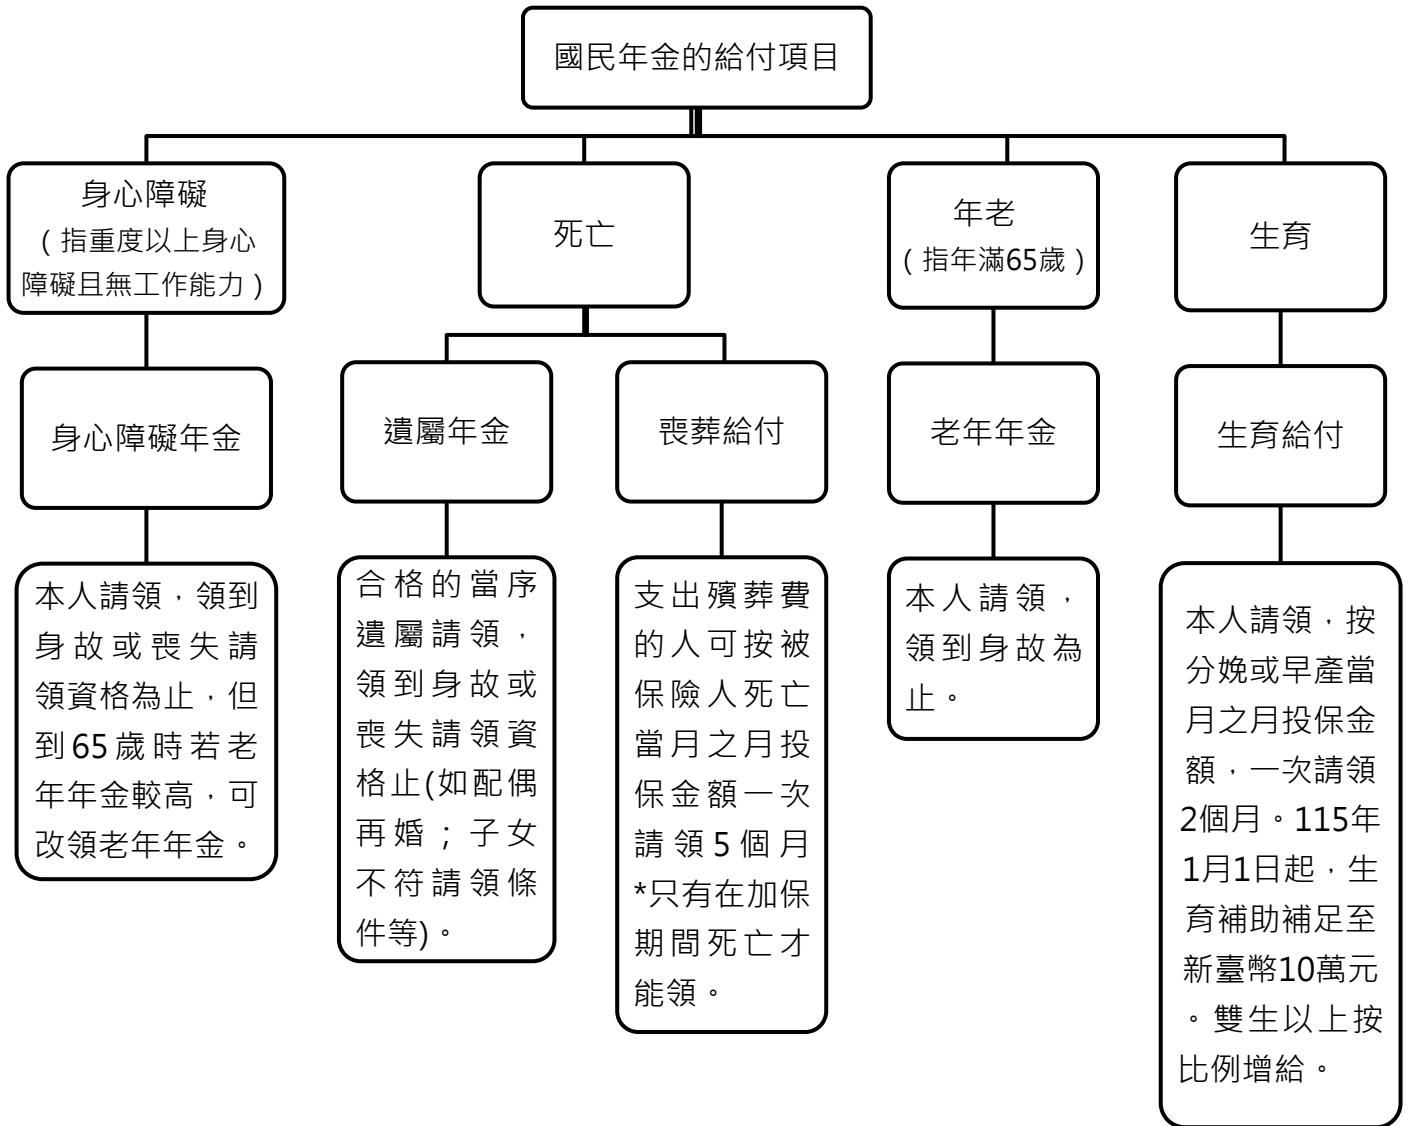 國民年金的給付項目
身心障礙
(指重度以上身心
障礙且無工作能力)
死亡
年老
(指年滿65歲)
生育
身心障礙年金
遺屬年金
喪葬給付
老年年金
生育給付
本人請領，領到
身故或喪失請
領資格為止，但
到65歲時若老
年年金較高，可
改領老年年金。
合格的當序
遺屬請領，
領到身故或
喪失請領資
格止(如配偶
再婚；子女
不符請領條
件等)。
支出殯葬費
的人可按被
保險人死亡
當月之月投
保金額一次
請領5個月
*只有在加保
期間死亡才
能領。
本人請領，
領到身故為
止。
本人請領，按
分娩或早產當
月之月投保金
額，一次請領
2個月。115年
1月1日起，生
育補助補足至
新臺幣10萬元
。雙生以上按
比例增給。